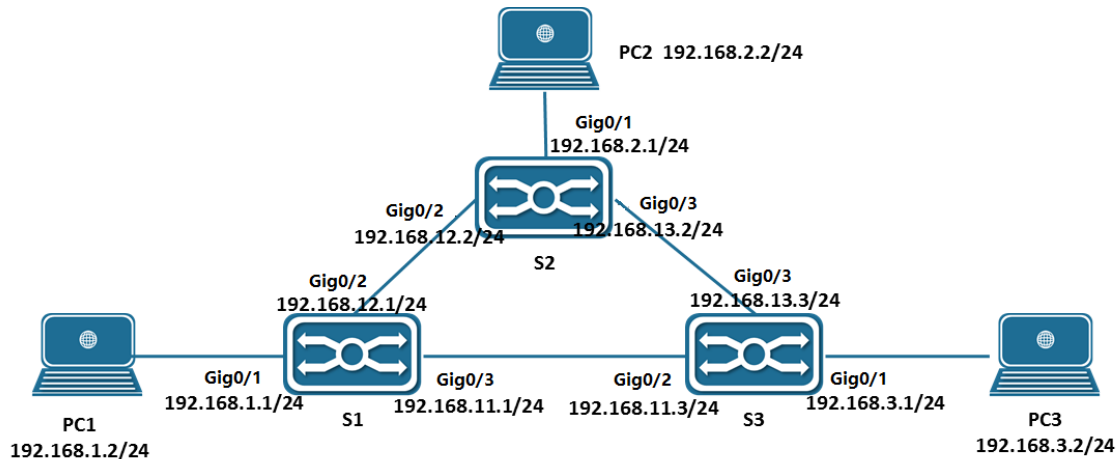 PC2 192.168.2.2/24
Gig0/1
192.168.2.1/24
Gig0/2
192.168.12.2/24
Gig0/3
192.168.13.2/24
S2
Gig0/2
192.168.12.1/24
Gig0/3
192.168.13.3/24
Gig0/1
192.168.1.1/24
Gig0/3
192.168.11.1/24
Gig0/2
192.168.11.3/24
Gig0/1
192.168.3.1/24
PC1
192.168.1.2/24
S1
S3
PC3
192.168.3.2/24